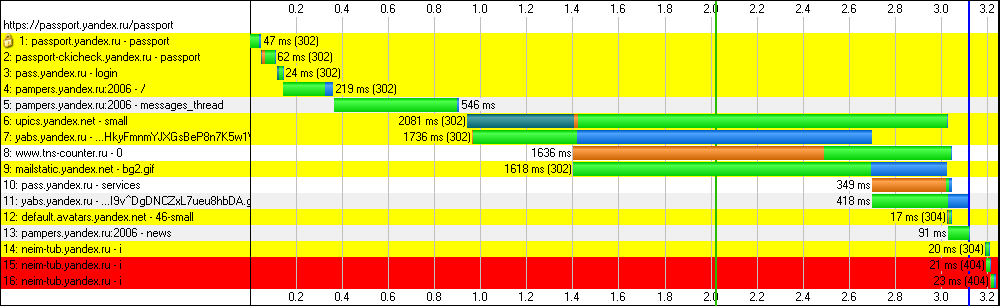 0.2 0.4 0.6 0.8 1.0 1.2 1.4 1.6 1.8 2.0 2.2 2.4 2.6 2.8 3.0 3.2
https://passport.yandex.ru/passport
1: passport.yandex.ru - passport 47 ms (302)
2: passport-ckicheck.yandex.ru - passport 62 ms (302)
3: pass.yandex.ru - login 24 ms (302)
4: pampers.yandex.ru:2006 - / 219 ms (302)
5: pampers.yandex.ru:2006 - messages_thread 546 ms
6: upics.yandex.net - small 2081 ms (302)
7: yabs.yandex.ru - 1736 ms (302)
8: www.tns-counter.ru - 0 1636 ms
9: mailstatic.yandex.net - bg2.gif 1618 ms (302)
10: pass.yandex.ru - services 349 ms
11: yabs.yandex.ru - 418 ms
12: default.avatars.yandex.net - 46-small 17 ms (304)
13: pampers.yandex.ru:2006 - news 91 ms
14: neim-tub.yandex.ru - i 20 ms (304)
15: neim-tub.yandex.ru - i 21 ms (404)
16: neim-tub.yandex.ru - i 23 ms (404)
0.2 0.4 0.6 0.8 1.0 1.2 1.4 1.6 1.8 2.0 2.2 2.4 2.6 2.8 3.0 3.2